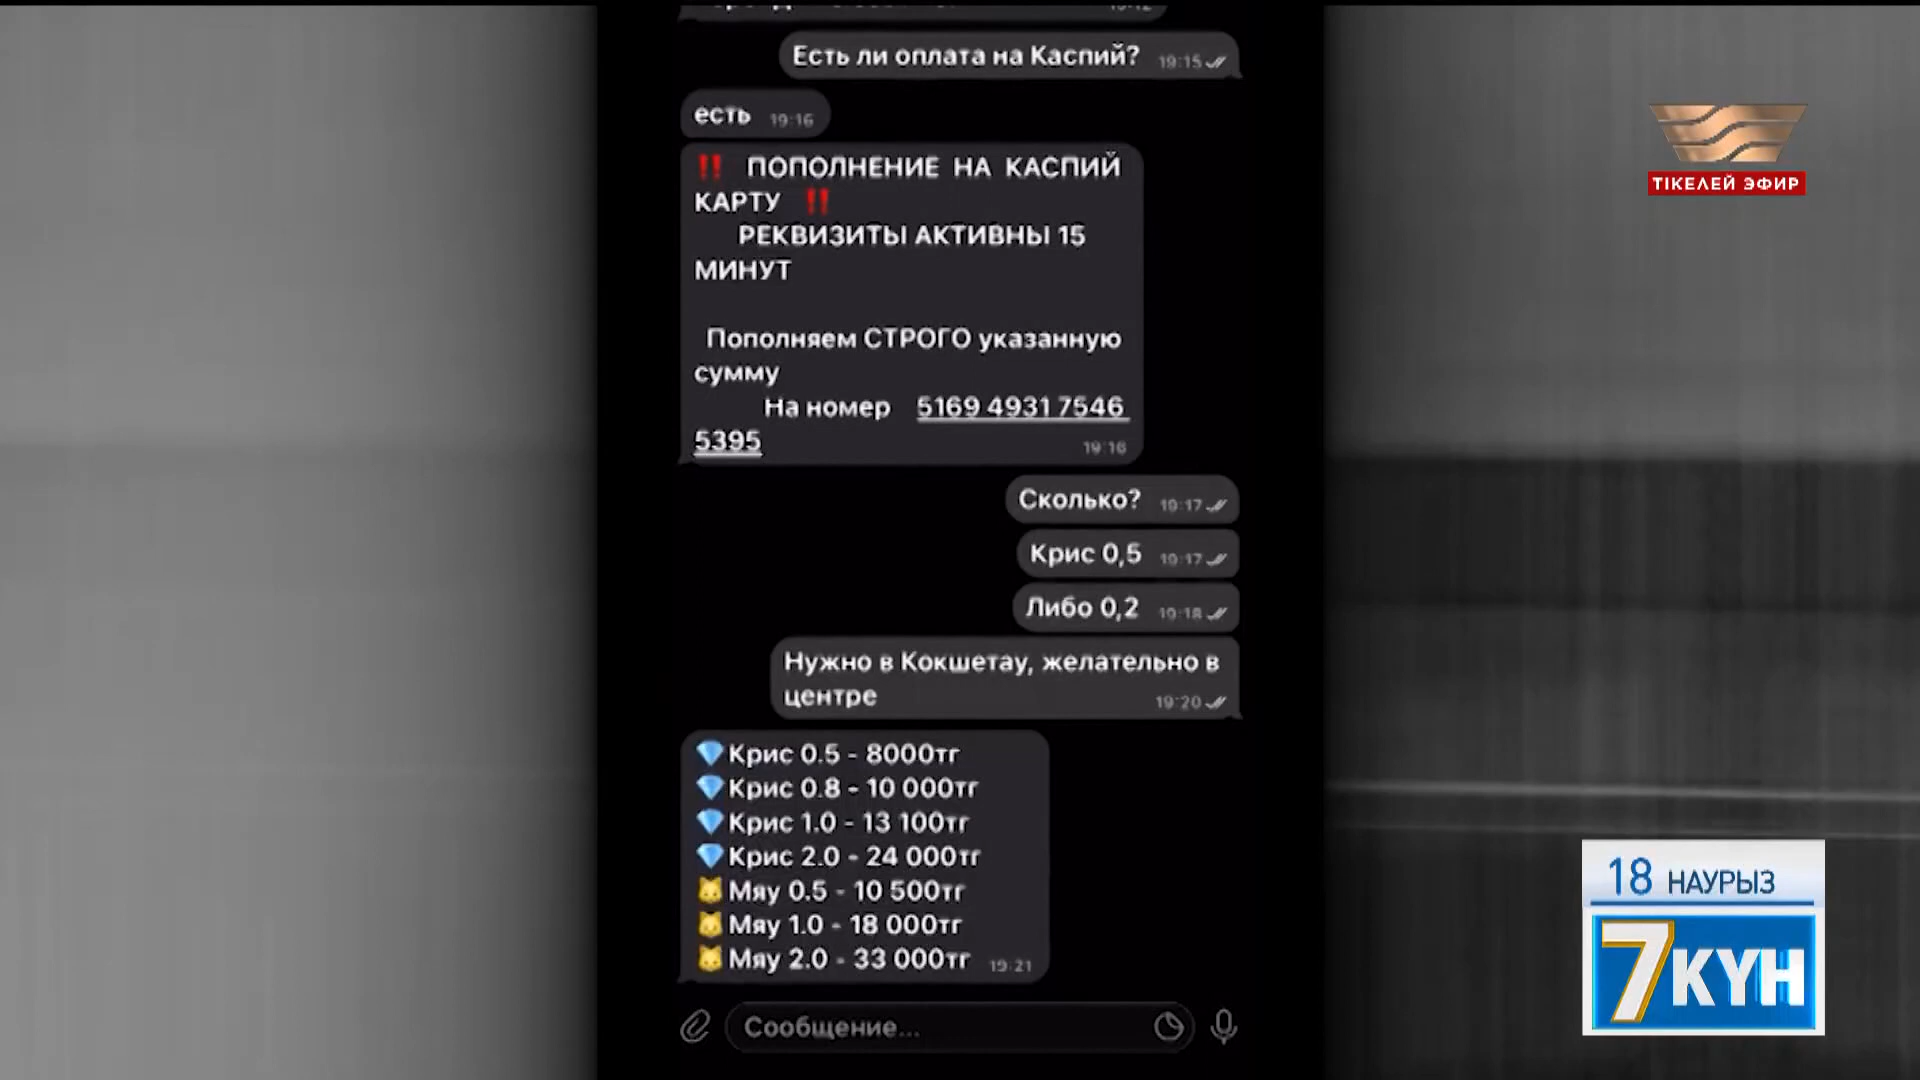 Есть ли оплата на Каспий? 19:15
есть 19:16
‼ ПОПОЛНЕНИЕ НА КАСПИЙ
КАРТУ ‼
РЕКВИЗИТЫ АКТИВНЫ 15
МИНУТ
Пополняем СТРОГО указанную
сумму
На номер 5169 4931 7546
5395 19:16
Сколько? 19:17
Крис 0,5 19:17
Либо 0,2 19:18
Нужно в Кокшетау, желательно в
центре 19:20
💎Крис 0.5 - 8000тг
💎Крис 0.8 - 10 000тг
💎Крис 1.0 - 13 100тг
💎Крис 2.0 - 24 000тг
🐱Мяу 0.5 - 10 500тг
🐱Мяу 1.0 - 18 000тг
🐱Мяу 2.0 - 33 000тг 19:21
Сообщение...
ТІКЕЛЕЙ ЭФИР
18 НАУРЫЗ
7КҮН